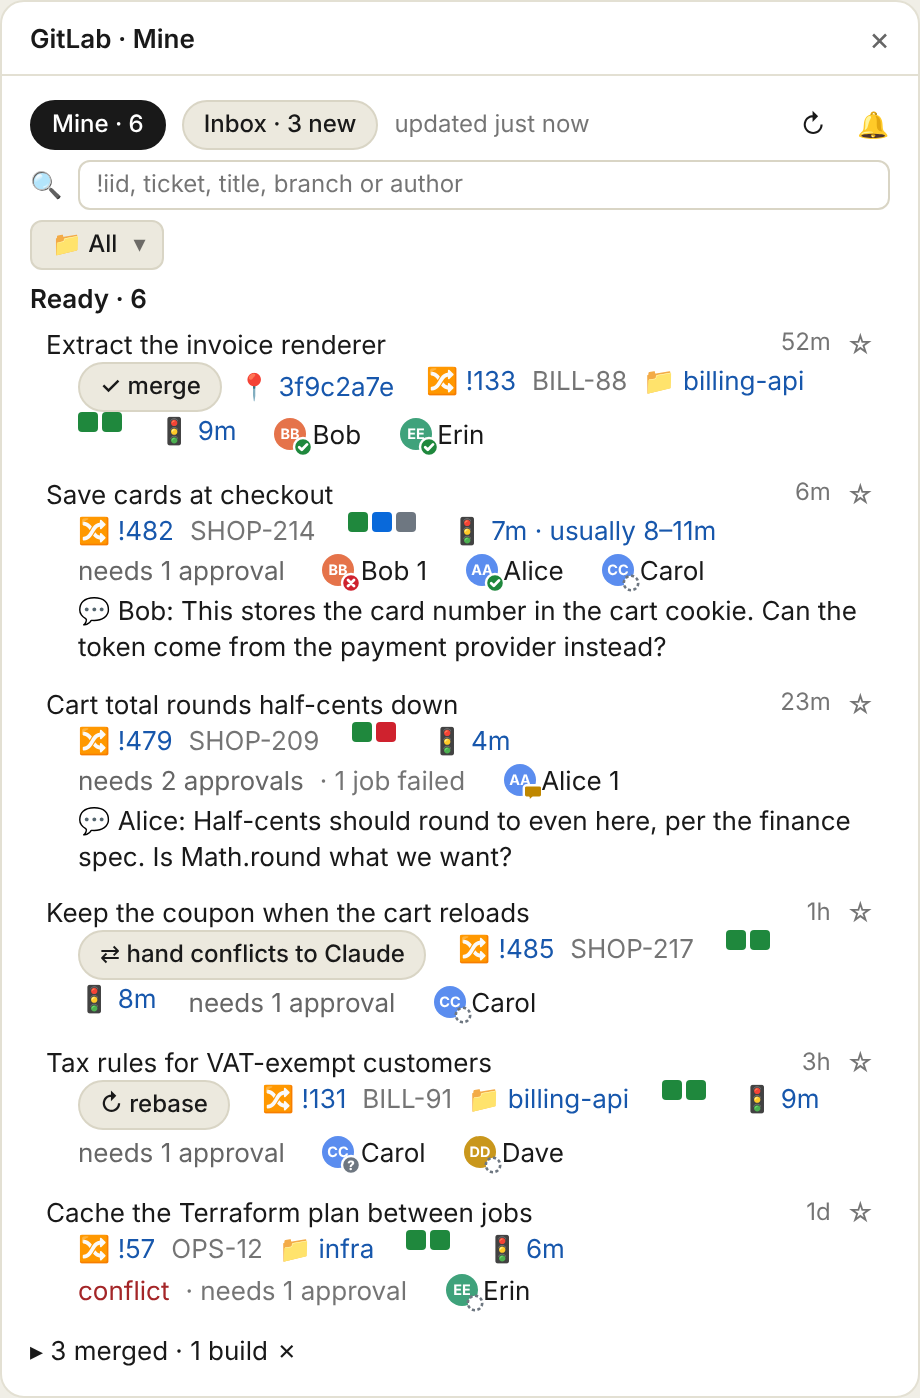 GitLab · Mine ×
Mine · 6 Inbox · 3 new updated just now ↻ 🔔
🔍 !iid, ticket, title, branch or author
📁 All ▾
Ready · 6
Extract the invoice renderer 52m ☆
✓ merge 📍 3f9c2a7e 🔀 !133 BILL-88 📁 billing-api
🚦 9m BB Bob EE Erin
Save cards at checkout 6m ☆
🔀 !482 SHOP-214 🚦 7m · usually 8–11m
needs 1 approval BB Bob 1 AA Alice CC Carol
💬 Bob: This stores the card number in the cart cookie. Can the
token come from the payment provider instead?
Cart total rounds half-cents down 23m ☆
🔀 !479 SHOP-209 🚦 4m
needs 2 approvals · 1 job failed AA Alice 1
💬 Alice: Half-cents should round to even here, per the finance
spec. Is Math.round what we want?
Keep the coupon when the cart reloads 1h ☆
⇄ hand conflicts to Claude 🔀 !485 SHOP-217
🚦 8m needs 1 approval CC Carol
Tax rules for VAT-exempt customers 3h ☆
↻ rebase 🔀 !131 BILL-91 📁 billing-api 🚦 9m
needs 1 approval CC ? Carol DD Dave
Cache the Terraform plan between jobs 1d ☆
🔀 !57 OPS-12 📁 infra 🚦 6m
conflict · needs 1 approval EE Erin
▸ 3 merged · 1 build ×